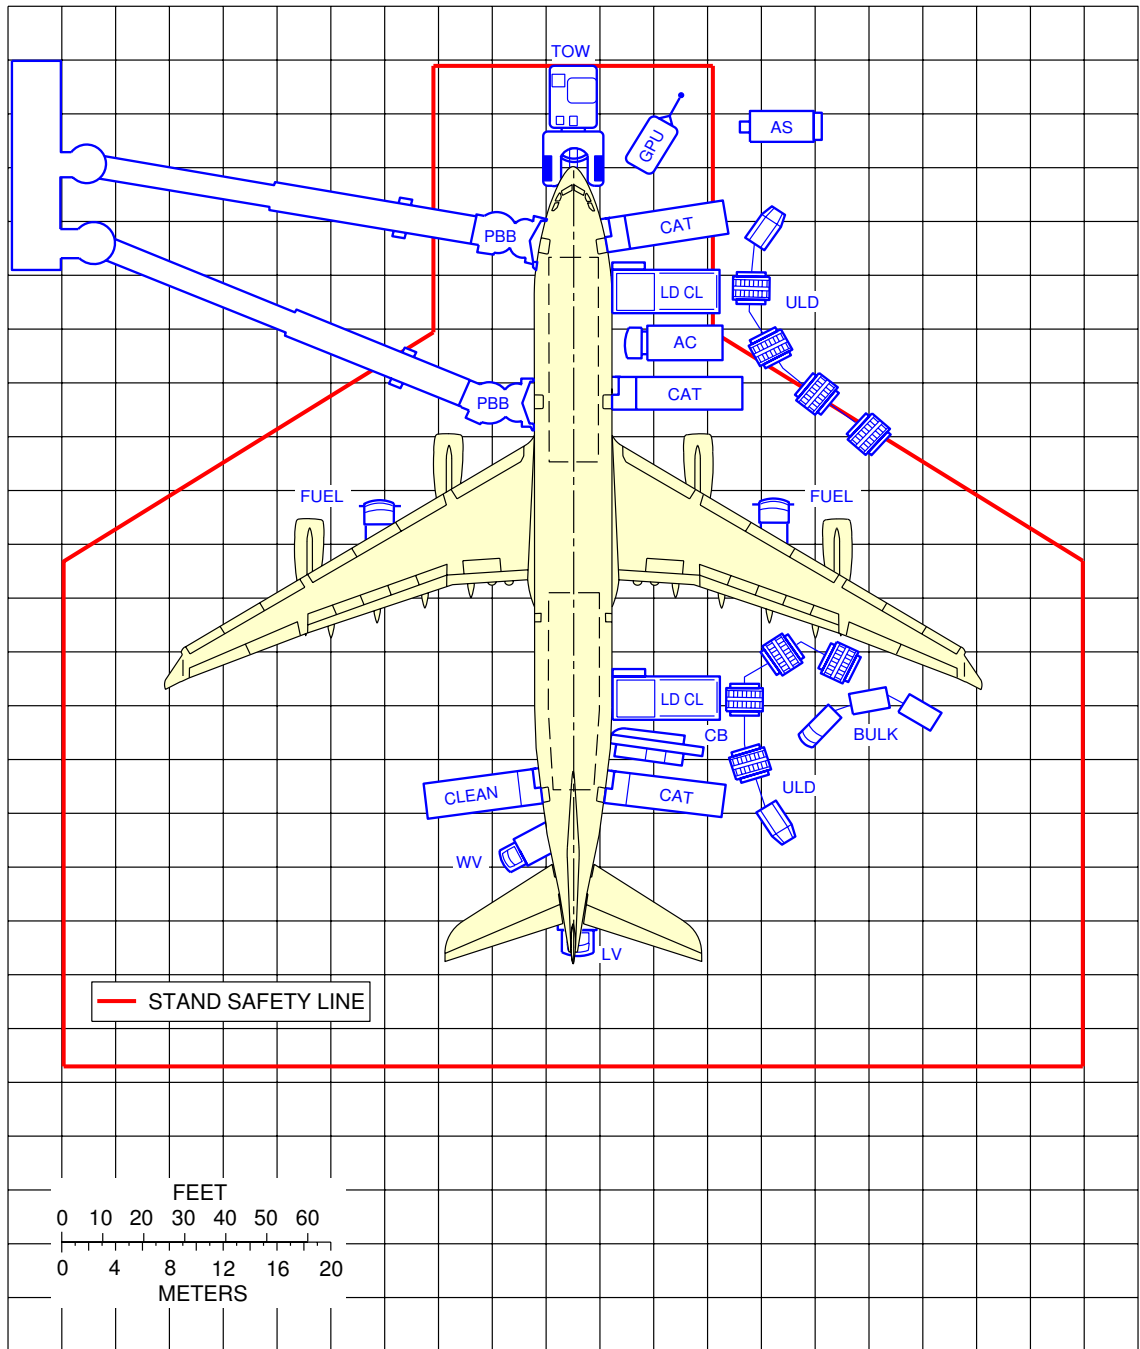 TOW
GPU
AS
PBB
CAT
LD CL
ULD
AC
PBB
CAT
FUEL
FUEL
LD CL
CB
BULK
ULD
CLEAN
CAT
WV
LV
STAND SAFETY LINE
FEET
0 10 20 30 40 50 60
0 4 8 12 16 20
METERS